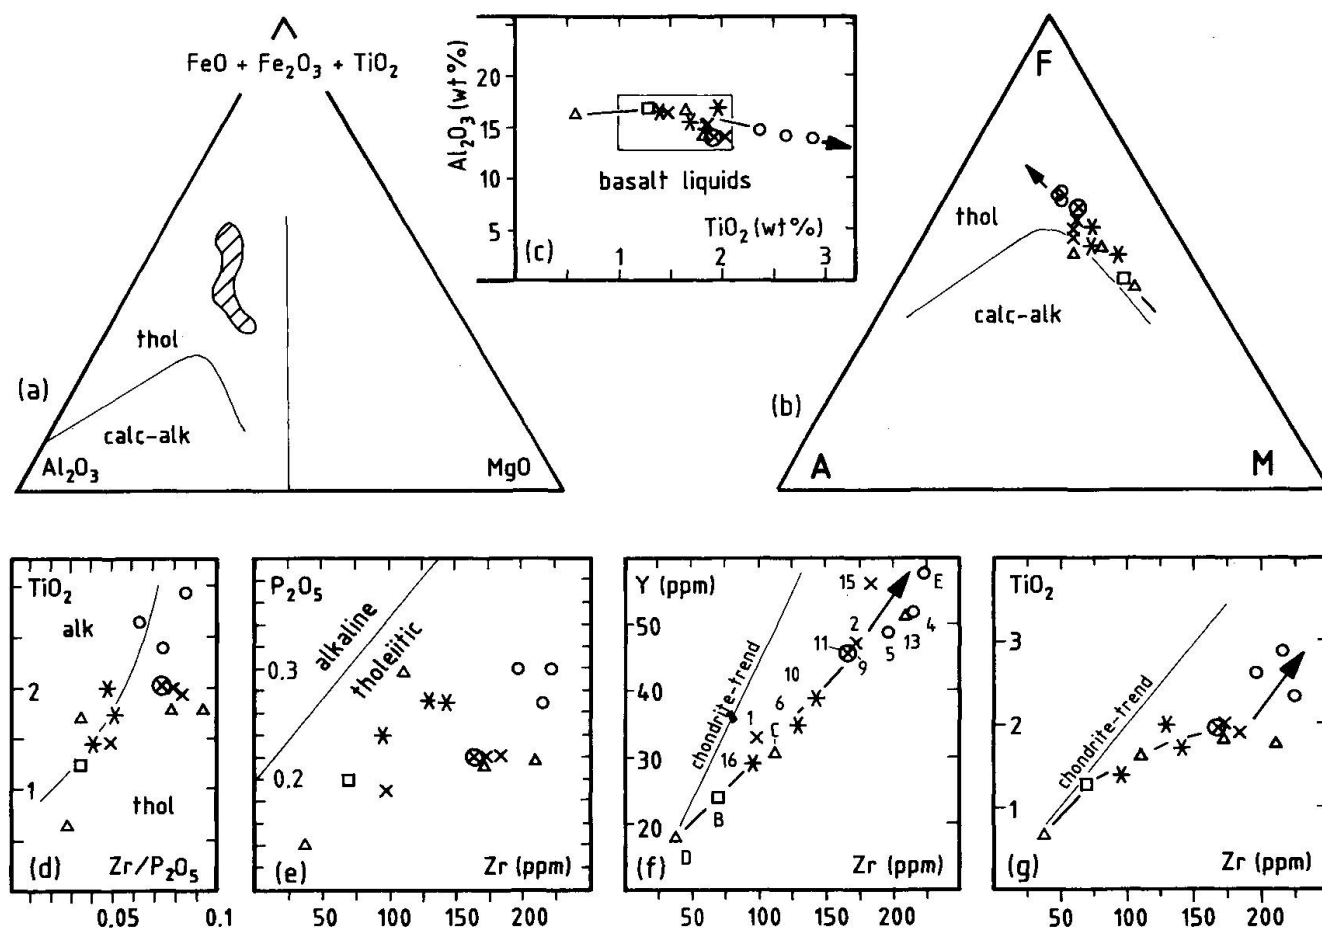 FeO + Fe₂O₃ + TiO₂
thol
(a)
calc-alk
Al₂O₃
MgO
Al₂O₃ (wt%)
20
15
10
5
basalt liquids
TiO₂ (wt%)
(c)
1
2
3
F
thol
calc-alk
(b)
A
M
TiO₂
alk
2
1
thol
(d)
Zr/P₂O₅
0.05
0.1
P₂O₅
alkaline
tholeiitic
0.3
0.2
(e)
Zr (ppm)
50
100
150
200
Y (ppm)
50
40
30
20
chondrite-trend
15
E
2
11
9
5
13
4
10
6
1
C
16
B
D
(f)
Zr (ppm)
50
100
150
200
TiO₂
3
2
1
chondrite-trend
(g)
Zr (ppm)
50
100
150
200